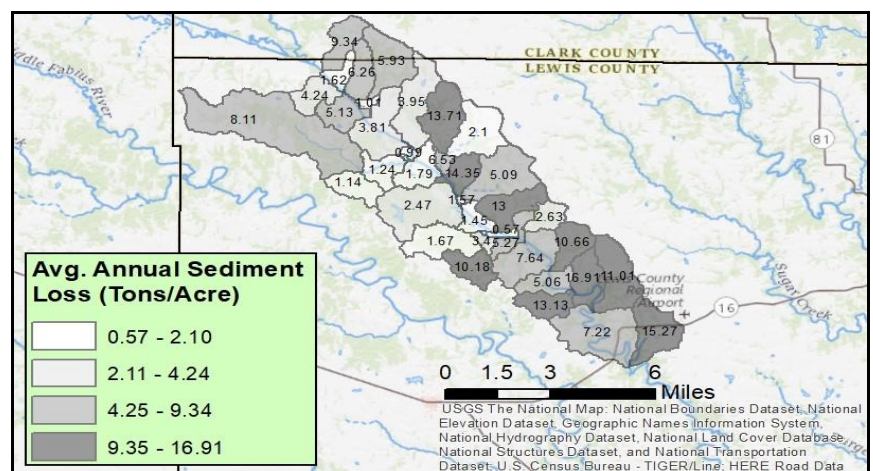 9.34
5.93
CLARK COUNTY
LEWIS COUNTY
Fabius River
6.26
1.62
4.24
1.01
3.95
5.13
13.71
8.11
3.81
2.1
81
0.99
6.53
1.24
1.79
14.35
5.09
1.14
1.57
2.47
13
1.45
2.63
0.57
1.67
5.27
10.66
7.64
10.18
16.91
11.01
County
5.06
Regional
Airport
Sugar Creek
13.13
16
7.22
15.27
Avg. Annual Sediment
Loss (Tons/Acre)
0.57 - 2.10
2.11 - 4.24
4.25 - 9.34
9.35 - 16.91
0 1.5 3 6
Miles
USGS The National Map: National Boundaries Dataset, National
Elevation Dataset, Geographic Names Information System,
National Hydrography Dataset, National Land Cover Database,
National Structures Dataset, and National Transportation
Dataset, U.S. Census Bureau - TIGER/Line; HERE Road Data